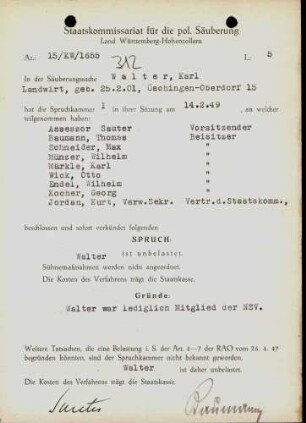 Staatskommissariat für die pol. Säuberung
Land Württemberg-Hohenzollern
Az.: 15/KW/1655 L: 5
312
In der Säuberungssache Walter, Karl
Landwirt, geb. 25.2.01, Oeschingen-Oberdorf 15
hat die Spruchkammer I in ihrer Sitzung am 14.2.49, an welcher
teilgenommen haben:
Assessor Sauter Vorsitzender
Baumann, Thomas Beisitzer
Schneider, Max "
Münzer, Wilhelm "
Märkle, Karl "
Wick, Otto "
Endel, Wilhelm "
Kocher, Georg "
Jordan, Kurt, Verw.Sekr. Vertr.d.Staatskomm.,
beschlossen und sofort verkündet folgenden
SPRUCH:
Walter ist unbelastet.
Sühnemaßnahmen werden nicht angeordnet.
Die Kosten des Verfahrens trägt die Staatskasse.
Gründe:
Walter war lediglich Mitglied der NSV.
Weitere Tatsachen, die eine Belastung i. S. der Art. 4-7 der RAO vom 25. 4. 47
begründen könnten, sind der Spruchkammer nicht bekannt geworden.
Walter ist daher unbelastet.
Die Kosten des Verfahrens trägt die Staatskasse.
Sauter Baumann